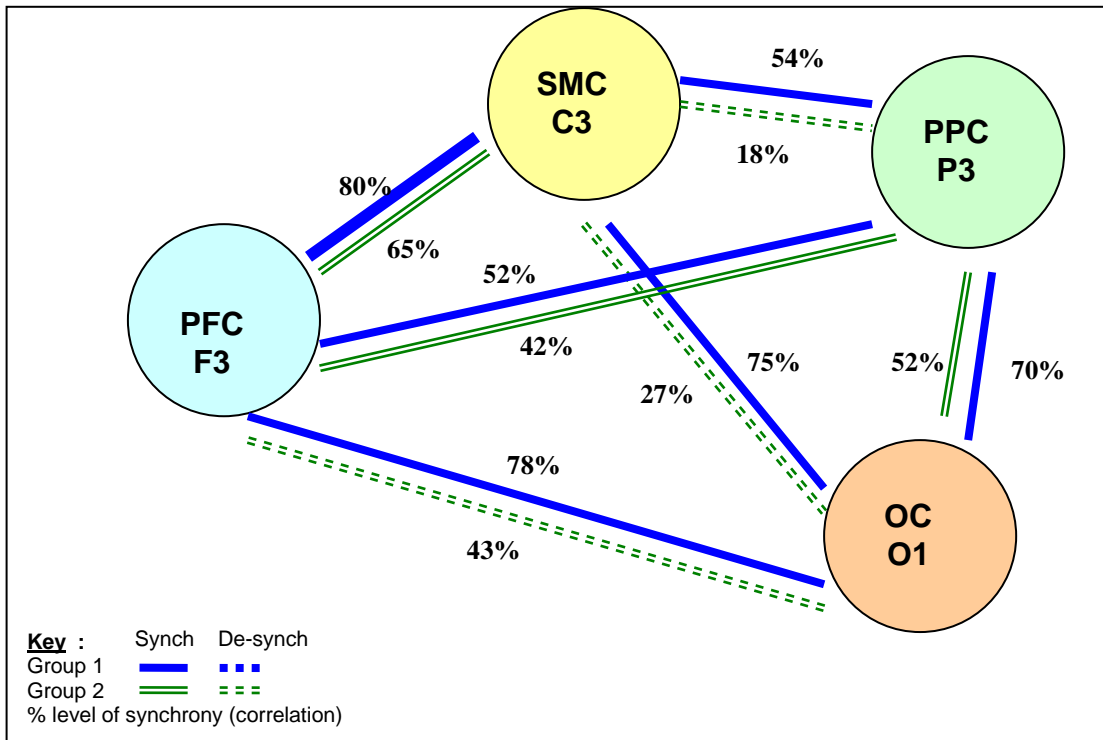 54%
SMC
C3
PPC
P3
18%
80%
65%
52%
PFC
F3
42%
75%
52%
70%
27%
78%
OC
O1
43%
Key : Synch De-synch
Group 1
Group 2
% level of synchrony (correlation)